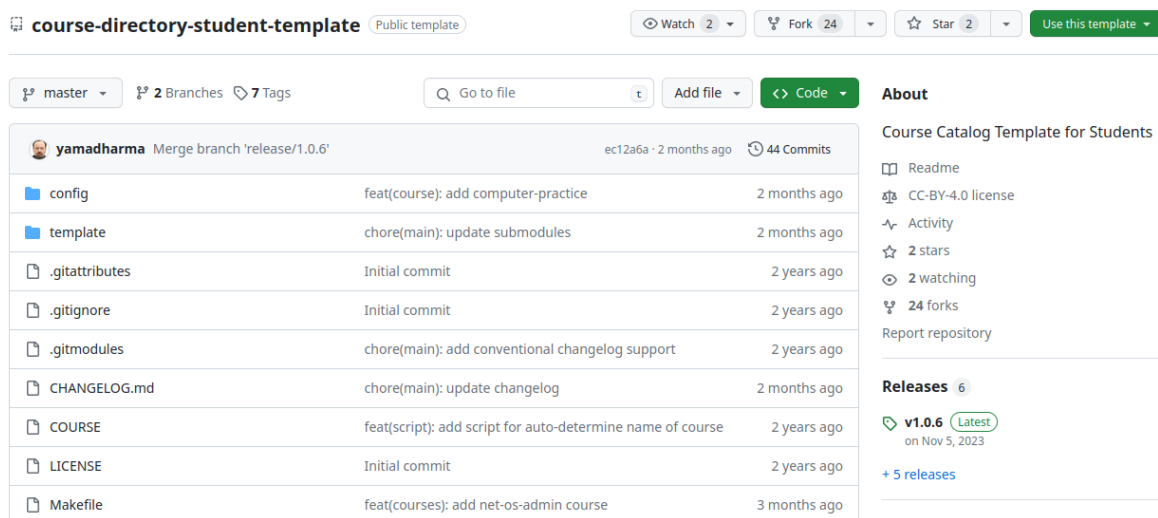 course-directory-student-template Public template Watch 2 Fork 24 Star 2 Use this template
master 2 Branches 7 Tags Go to file t Add file Code
yamadharma Merge branch 'release/1.0.6' ec12a6a · 2 months ago 44 Commits
config feat(course): add computer-practice 2 months ago
template chore(main): update submodules 2 months ago
.gitattributes Initial commit 2 years ago
.gitignore Initial commit 2 years ago
.gitmodules chore(main): add conventional changelog support 2 years ago
CHANGELOG.md chore(main): update changelog 2 months ago
COURSE feat(script): add script for auto-determine name of course 2 years ago
LICENSE Initial commit 2 years ago
Makefile feat(courses): add net-os-admin course 3 months ago
About
Course Catalog Template for Students
Readme
CC-BY-4.0 license
Activity
2 stars
2 watching
24 forks
Report repository
Releases 6
v1.0.6 Latest
on Nov 5, 2023
+ 5 releases